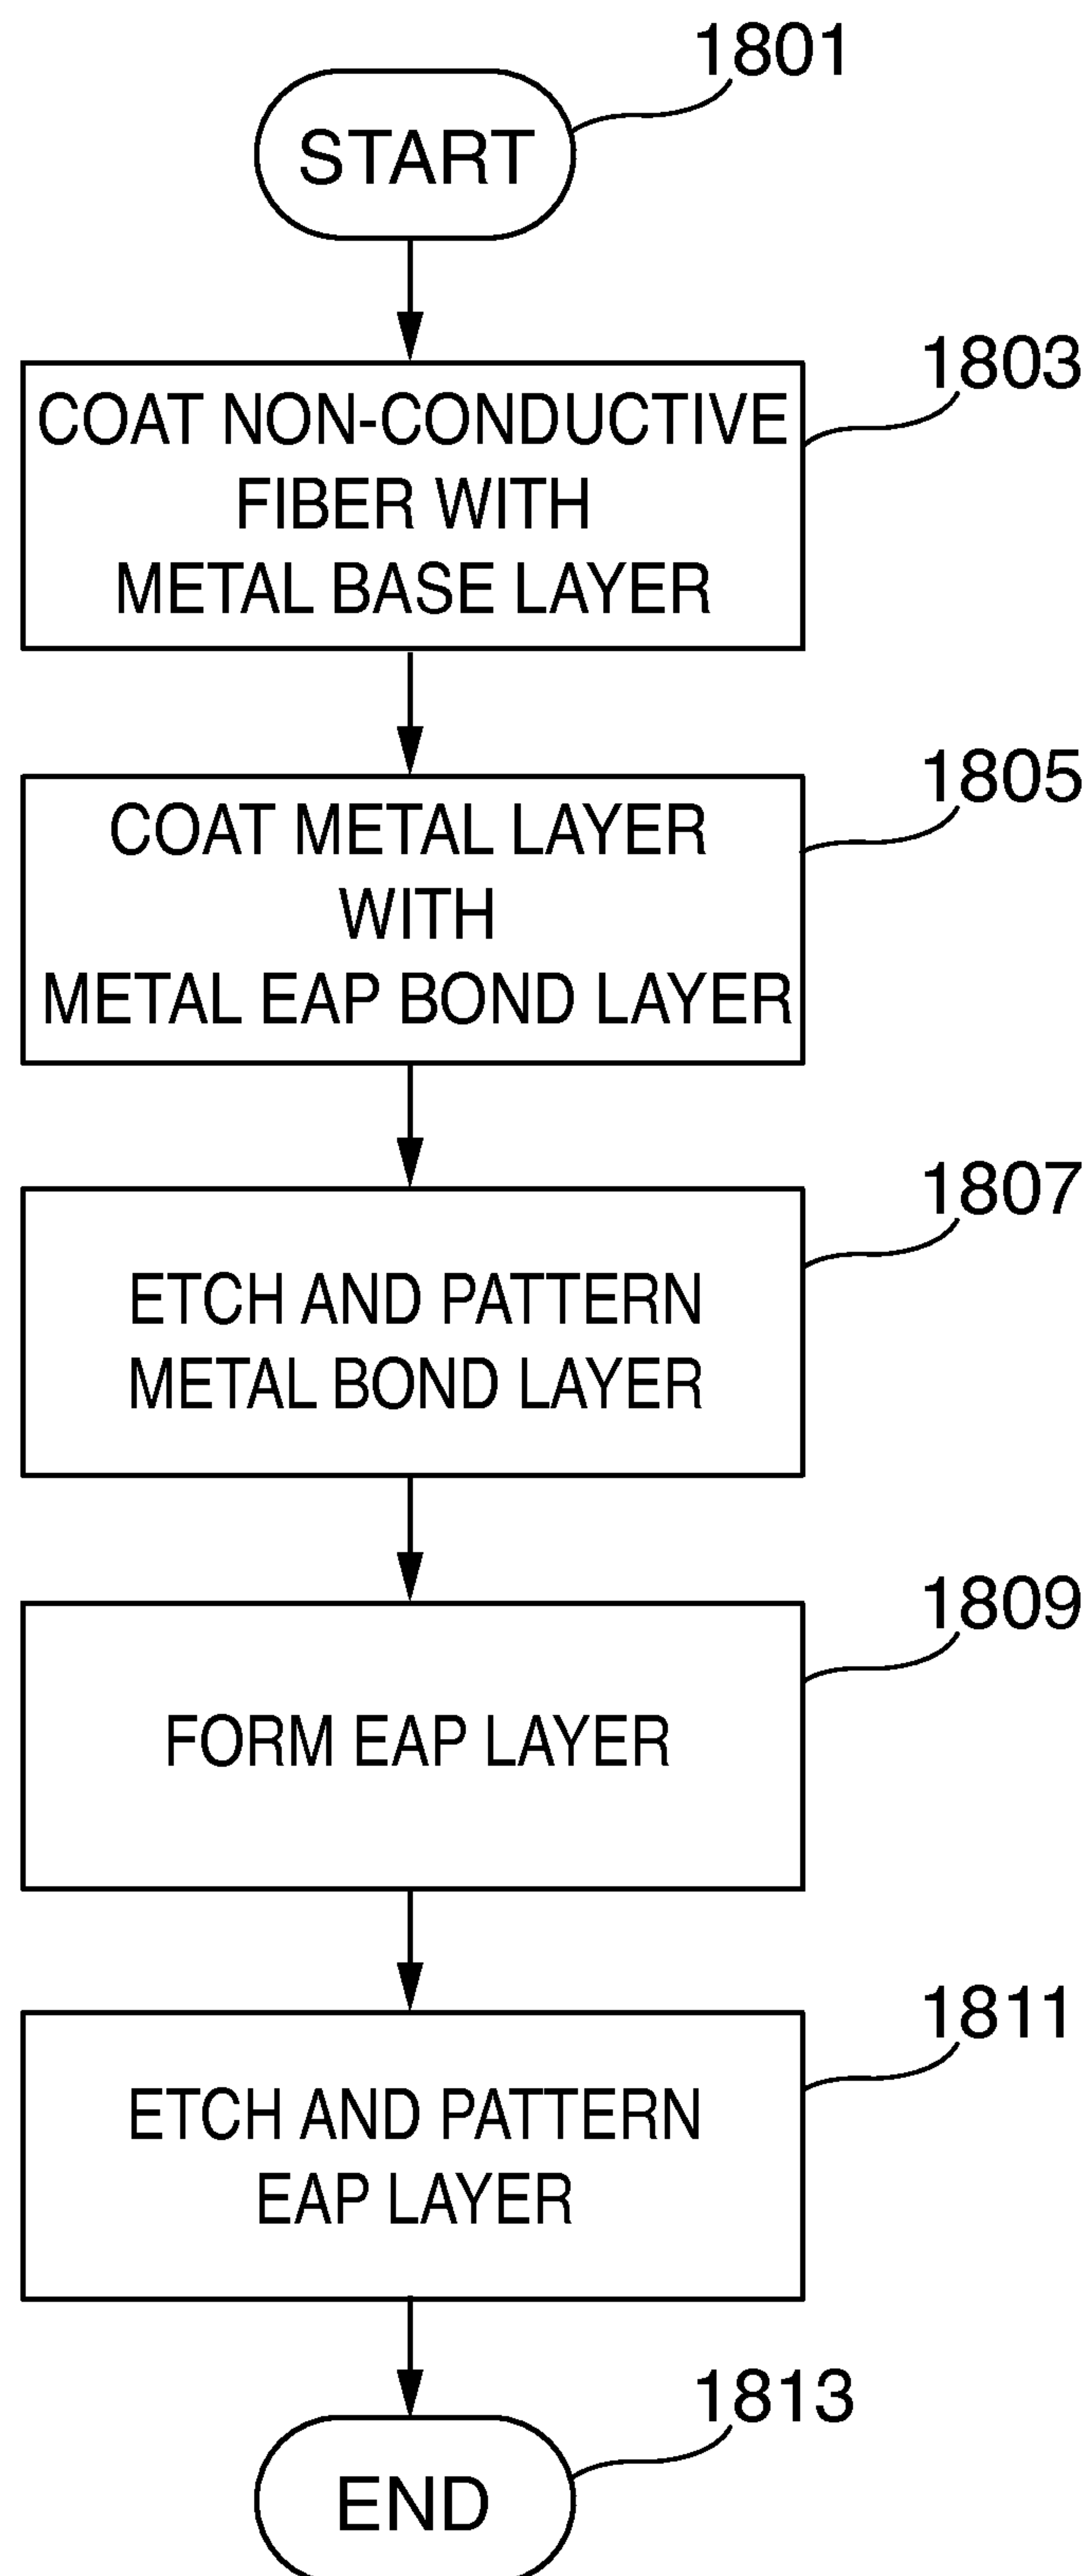 1801
START
1803
COAT NON-CONDUCTIVE
FIBER WITH
METAL BASE LAYER
1805
COAT METAL LAYER
WITH
METAL EAP BOND LAYER
1807
ETCH AND PATTERN
METAL BOND LAYER
1809
FORM EAP LAYER
1811
ETCH AND PATTERN
EAP LAYER
1813
END